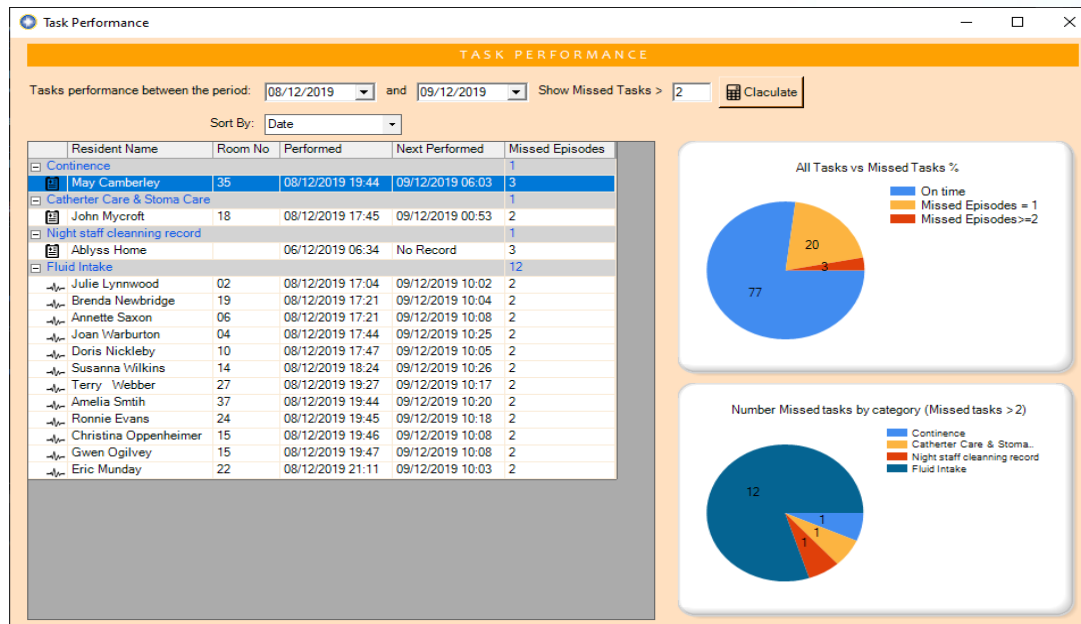 Task Performance
TASK PERFORMANCE
Tasks performance between the period: 08/12/2019 and 09/12/2019 Show Missed Tasks > 2 Claculate
Sort By: Date
Resident Name Room No Performed Next Performed Missed Episodes
Continence 1
May Camberley 35 08/12/2019 19:44 09/12/2019 06:03 3
Catherter Care & Stoma Care 1
John Mycroft 18 08/12/2019 17:45 09/12/2019 00:53 2
Night staff cleanning record 1
Ablyss Home 06/12/2019 06:34 No Record 3
Fluid Intake 12
Julie Lynnwood 02 08/12/2019 17:04 09/12/2019 10:02 2
Brenda Newbridge 19 08/12/2019 17:21 09/12/2019 10:04 2
Annette Saxon 06 08/12/2019 17:21 09/12/2019 10:08 2
Joan Warburton 04 08/12/2019 17:44 09/12/2019 10:25 2
Doris Nickleby 10 08/12/2019 17:47 09/12/2019 10:05 2
Susanna Wilkins 14 08/12/2019 18:24 09/12/2019 10:26 2
Terry Webber 27 08/12/2019 19:27 09/12/2019 10:17 2
Amelia Smtih 37 08/12/2019 19:44 09/12/2019 10:20 2
Ronnie Evans 24 08/12/2019 19:45 09/12/2019 10:18 2
Christina Oppenheimer 15 08/12/2019 19:46 09/12/2019 10:08 2
Gwen Ogilvey 15 08/12/2019 19:47 09/12/2019 10:08 2
Eric Munday 22 08/12/2019 21:11 09/12/2019 10:03 2
All Tasks vs Missed Tasks %
On time
Missed Episodes = 1
Missed Episodes>=2
20
3
77
Number Missed tasks by category (Missed tasks > 2)
Continence
Catherter Care & Stoma..
Night staff cleanning record
Fluid Intake
12
1
1
1